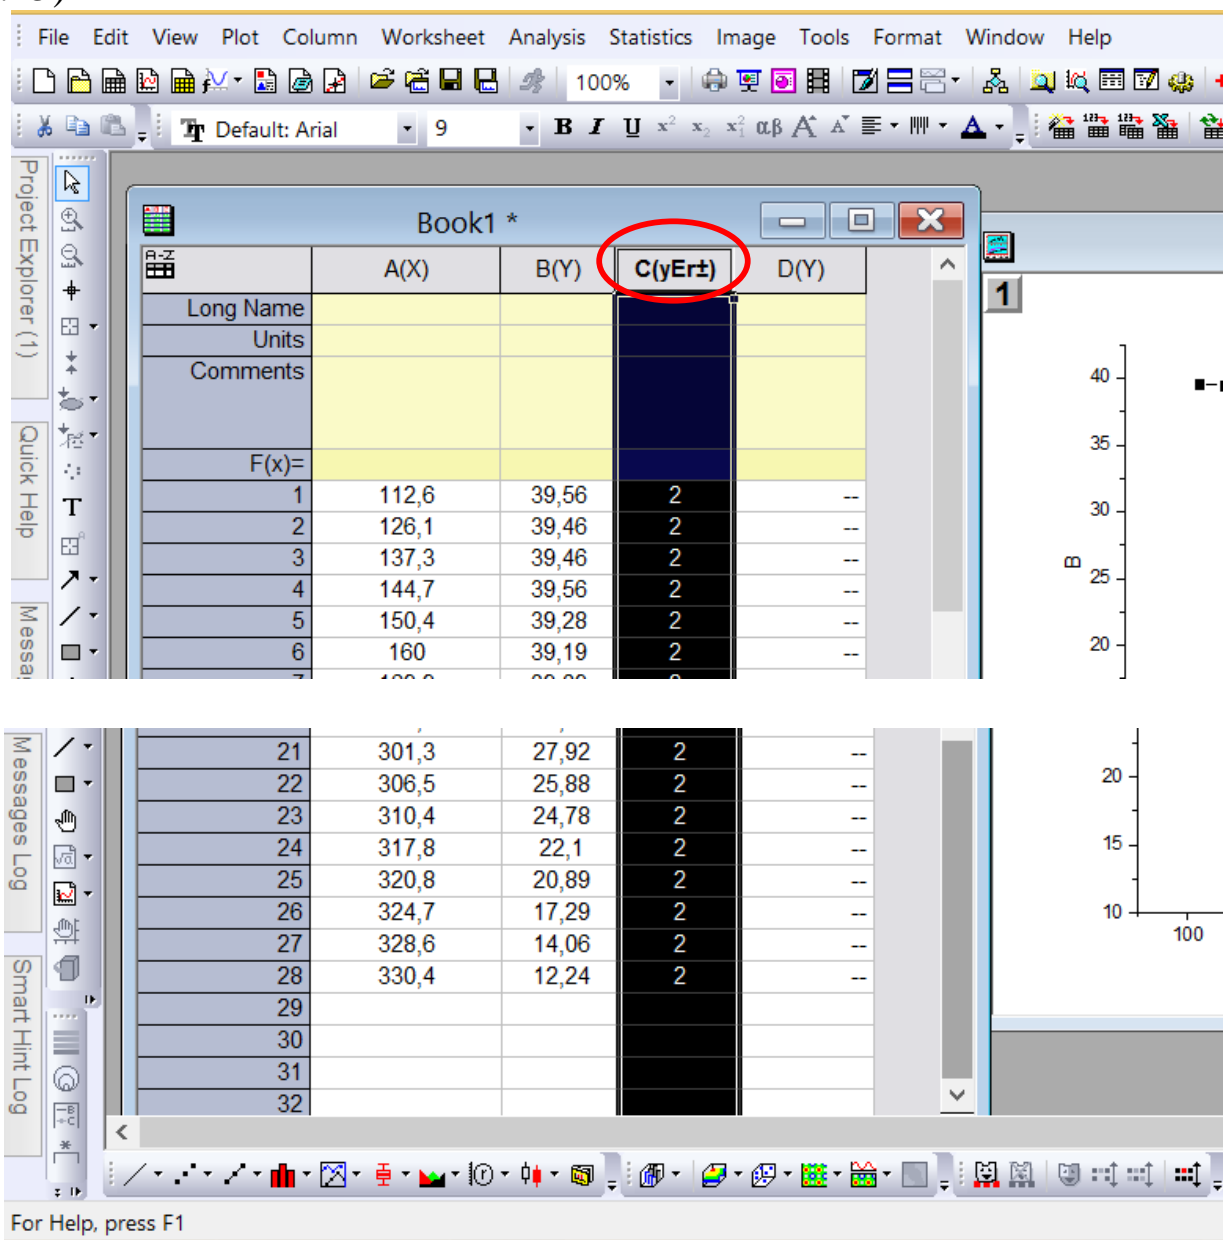 File Edit View Plot Column Worksheet Analysis Statistics Image Tools Format Window Help
100%
Default: Arial 9 B I U x² x₂ αβ A A A
Project Explorer (1)
Quick Help
T
Book1 *
A(X) B(Y) C(yEr±) D(Y)
Long Name
Units
Comments
F(x)=
1 112,6 39,56 2 --
2 126,1 39,46 2 --
3 137,3 39,46 2 --
4 144,7 39,56 2 --
5 150,4 39,28 2 --
6 160 39,19 2 --
1
40
35
30
B
25
20
Messages Log
Smart Hint Log
21 301,3 27,92 2 --
22 306,5 25,88 2 --
23 310,4 24,78 2 --
24 317,8 22,1 2 --
25 320,8 20,89 2 --
26 324,7 17,29 2 --
27 328,6 14,06 2 --
28 330,4 12,24 2 --
29
30
31
32
20
15
10
100
For Help, press F1